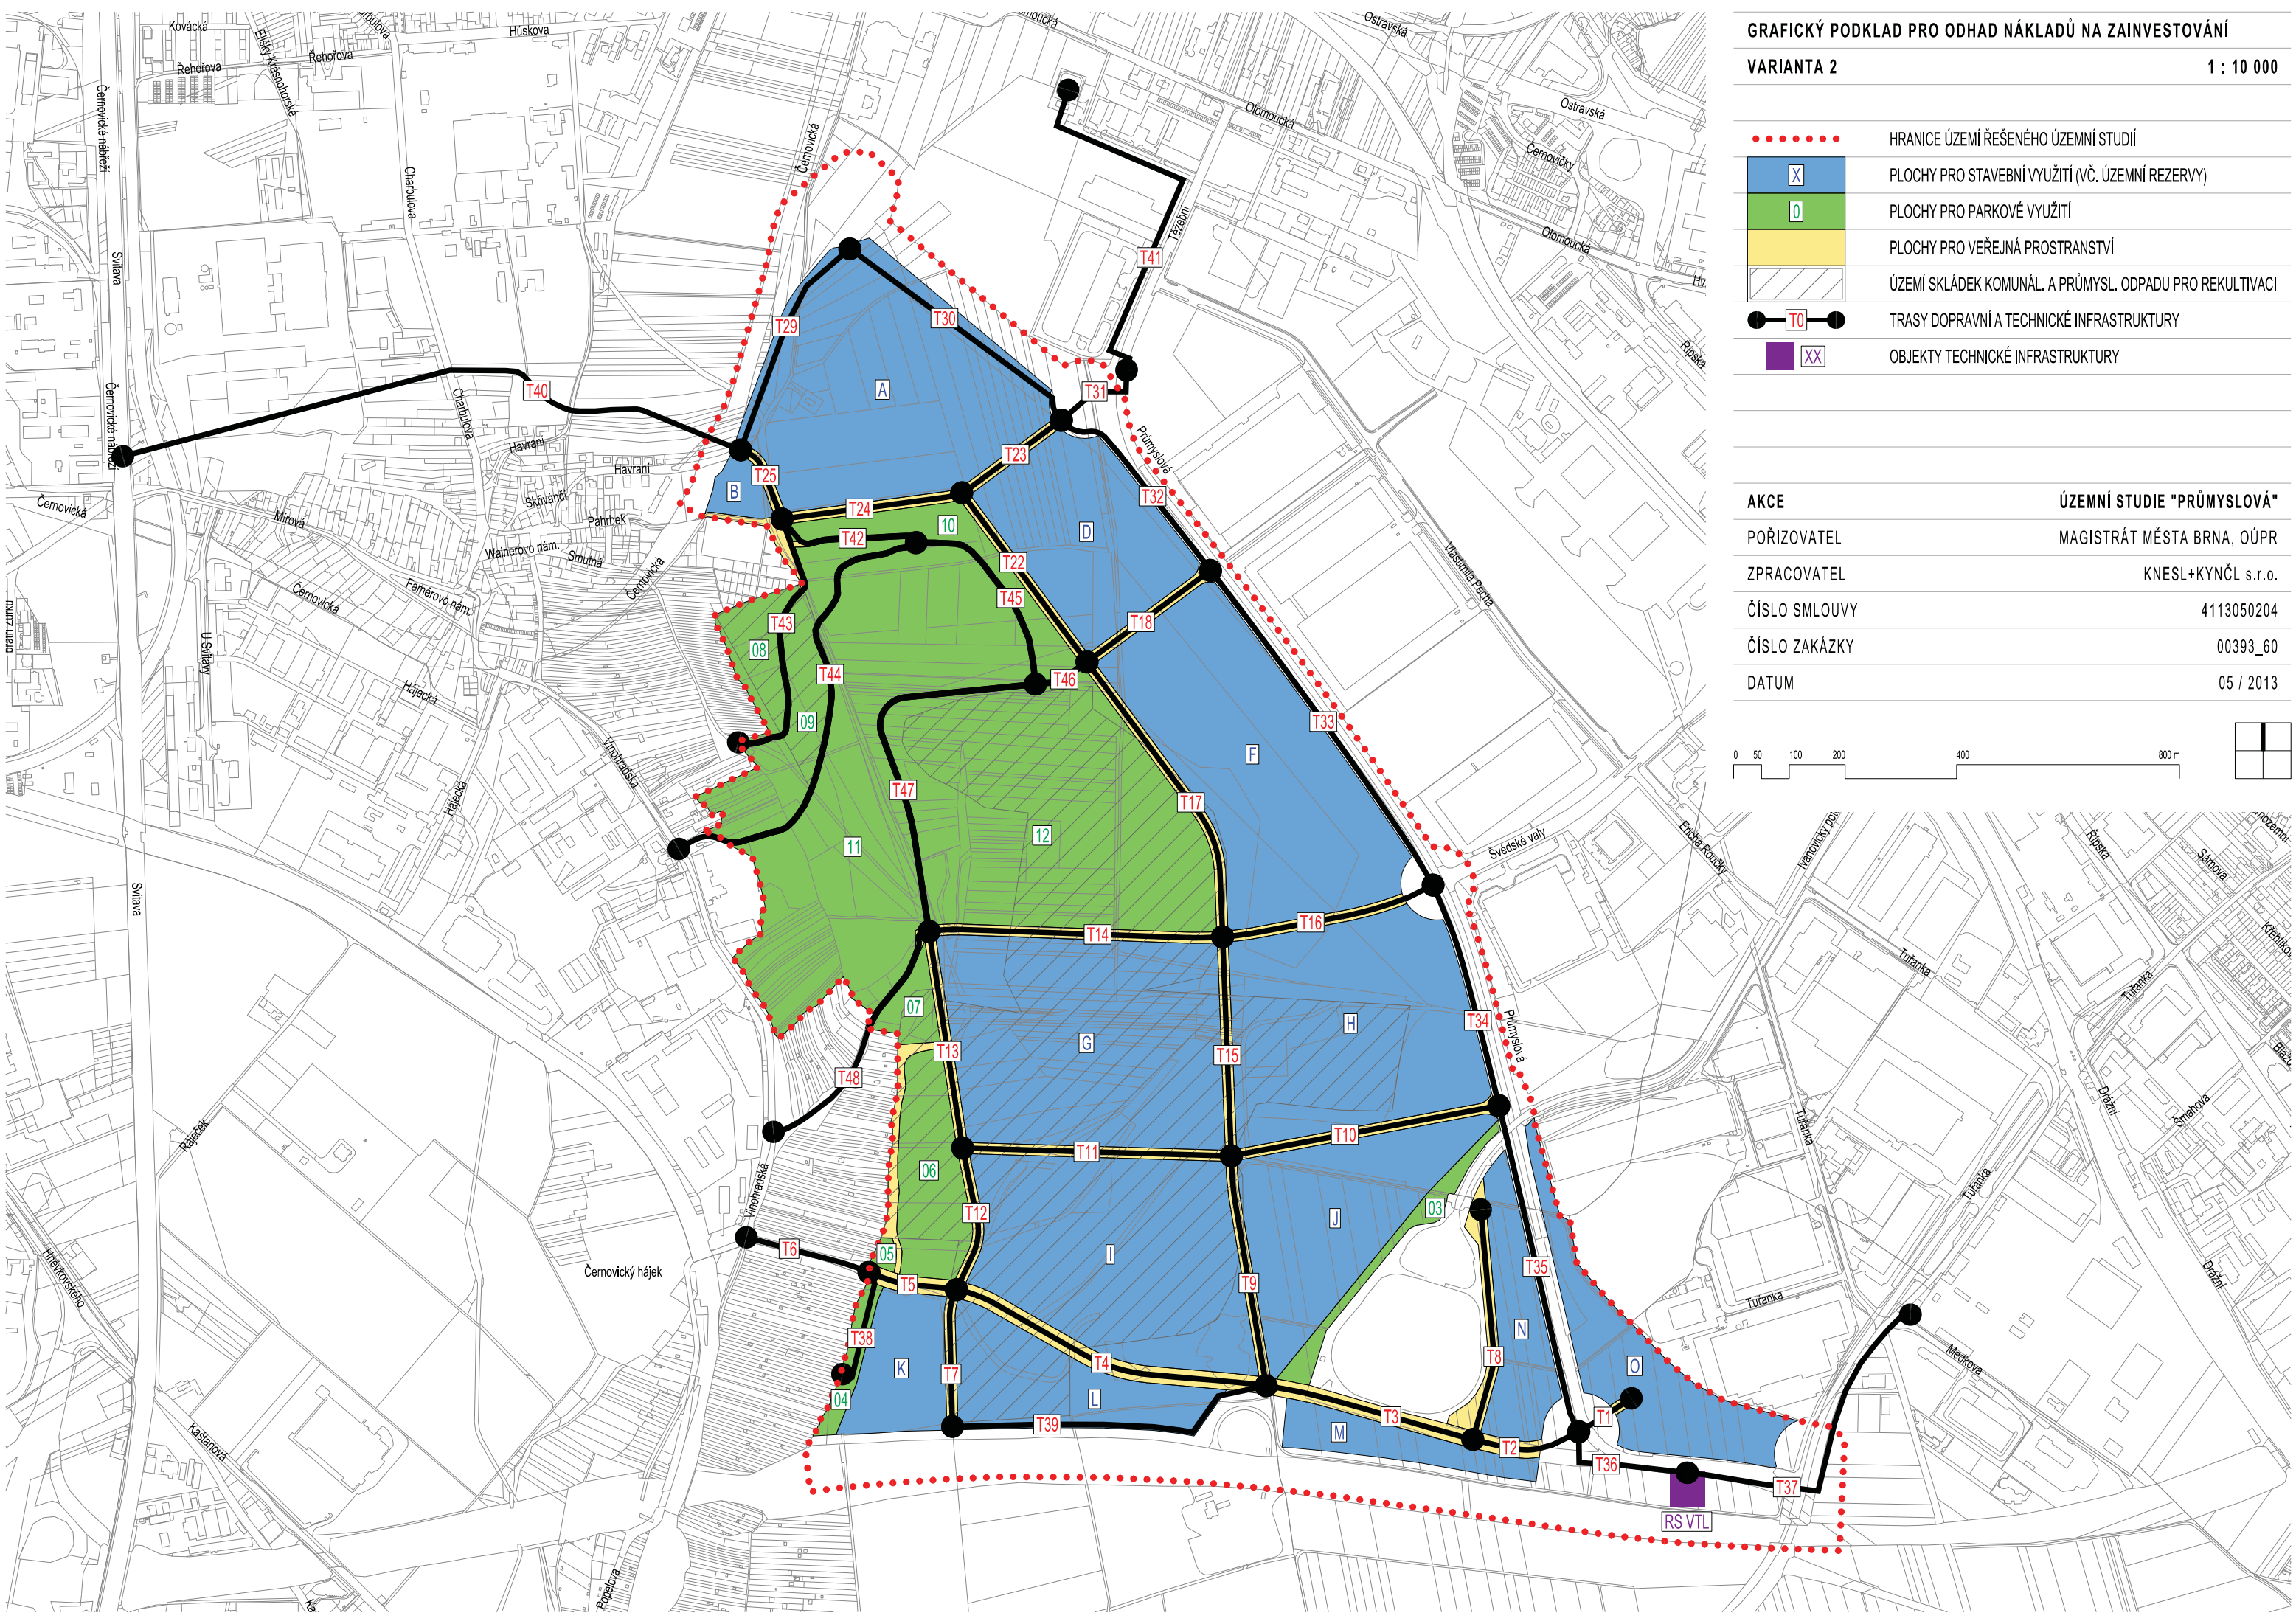 GRAFICKÝ PODKLAD PRO ODHAD NÁKLADŮ NA ZAINVESTOVÁNÍ
VARIANTA 2 1 : 10 000
HRANICE ÚZEMÍ ŘEŠENÉHO ÚZEMNÍ STUDIÍ
X PLOCHY PRO STAVEBNÍ VYUŽITÍ (VČ. ÚZEMNÍ REZERVY)
0 PLOCHY PRO PARKOVÉ VYUŽITÍ
PLOCHY PRO VEŘEJNÁ PROSTRANSTVÍ
ÚZEMÍ SKLÁDEK KOMUNÁL. A PRŮMYSL. ODPADU PRO REKULTIVACI
T0 TRASY DOPRAVNÍ A TECHNICKÉ INFRASTRUKTURY
XX OBJEKTY TECHNICKÉ INFRASTRUKTURY
AKCE ÚZEMNÍ STUDIE "PRŮMYSLOVÁ"
POŘIZOVATEL MAGISTRÁT MĚSTA BRNA, OÚPR
ZPRACOVATEL KNESL+KYNČL s.r.o.
ČÍSLO SMLOUVY 4113050204
ČÍSLO ZAKÁZKY 00393_60
DATUM 05 / 2013
0 50 100 200 400 800 m
Kovácká
Elišky Krásnohorské
Húskova
Řehořova
Řehořova
Černovické nábřeží
Charbulova
Černovická
Olomoucká
Ostravská
Ostravská
Černovičky
Olomoucká
Těžební
T41
Svitava
T29
T30
A
T31
T40
Charbulova
Černovické nábřeží
Havraní
Havraní
Skřivánčí
Pahrbek
T25
B
T23
T24
T32
Průmyslová
D
10
T42
T22
T45
T18
Černovická
Mírová
Wainerovo nám.
Smutná
Černovická
Černovická
Faměrovo nám.
U Svitavy
Hájecká
Hájecká
Vinohradská
T43
08
T44
09
T46
T33
F
T47
T17
12
11
Vlastimila Pecha
Řipská
Švédské valy
Ericha Roučky
Řipská
Sámova
T14
T16
07
T13
G
H
T15
T34
Průmyslová
Tuřanka
Tuřanka
Svitava
T48
T11
T10
06
T12
03
J
I
Ráječek
Vinohradská
T6
05
T5
T9
T35
Černovický hájek
T38
K
T7
T4
T8
N
O
04
L
T39
T3
M
T2
T1
T36
T37
RS VTL
Tuřanka
Tuřanka
Tuřanka
Drážní
Drážní
Šmahova
Medkova
Hněvkovského
Kaštanová
Popelova